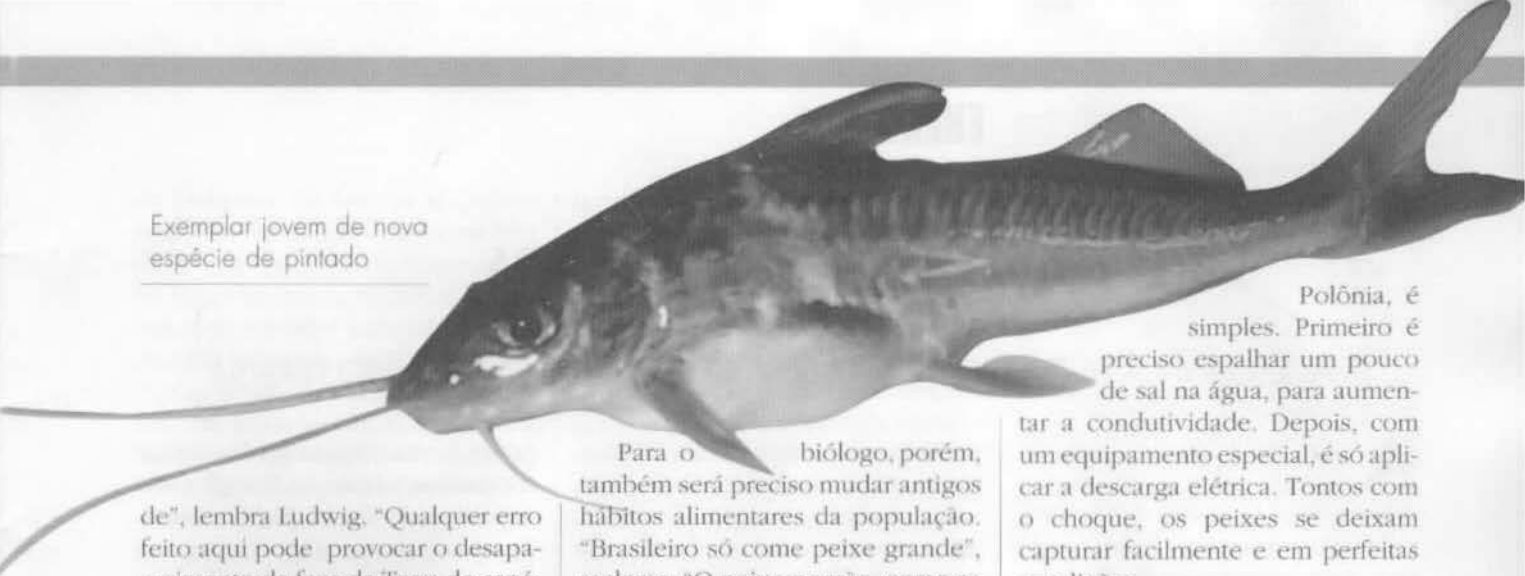 Exemplar jovem de nova
espécie de pintado
de", lembra Ludwig. "Qualquer erro
feito aqui pode provocar o desapa-
Para o biólogo, porém,
também será preciso mudar antigos
hábitos alimentares da população.
"Brasileiro só come peixe grande",
Polônia, é
simples. Primeiro é
preciso espalhar um pouco
de sal na água, para aumen-
tar a condutividade. Depois, com
um equipamento especial, é só apli-
car a descarga elétrica. Tontos com
o choque, os peixes se deixam
capturar facilmente e em perfeitas